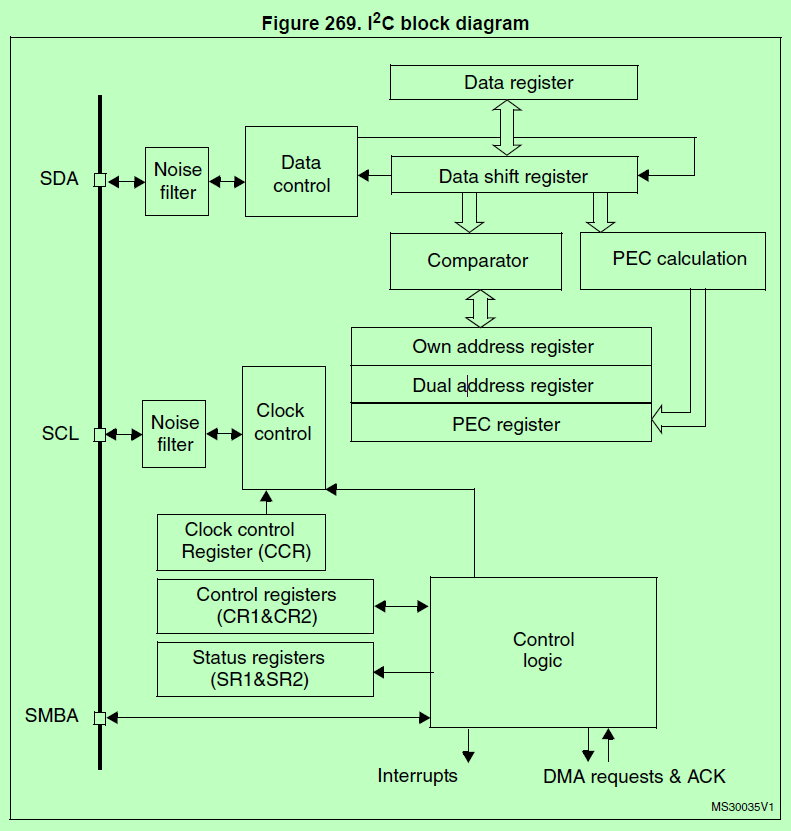 Figure 269. I²C block diagram
Data register
SDA
Noise
filter
Data
control
Data shift register
Comparator
PEC calculation
Own address register
Dual address register
PEC register
SCL
Noise
filter
Clock
control
Clock control
Register (CCR)
Control registers
(CR1&CR2)
Status registers
(SR1&SR2)
Control
logic
SMBA
Interrupts
DMA requests & ACK
MS30035V1